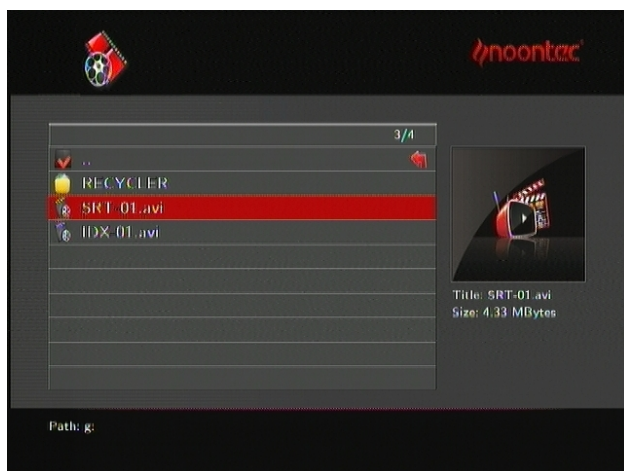 noontec
3/4
..
RECYCLER
SRT-01.avi
IDX-01.avi
Title: SRT-01.avi
Size: 4.33 MBytes
Path: g: